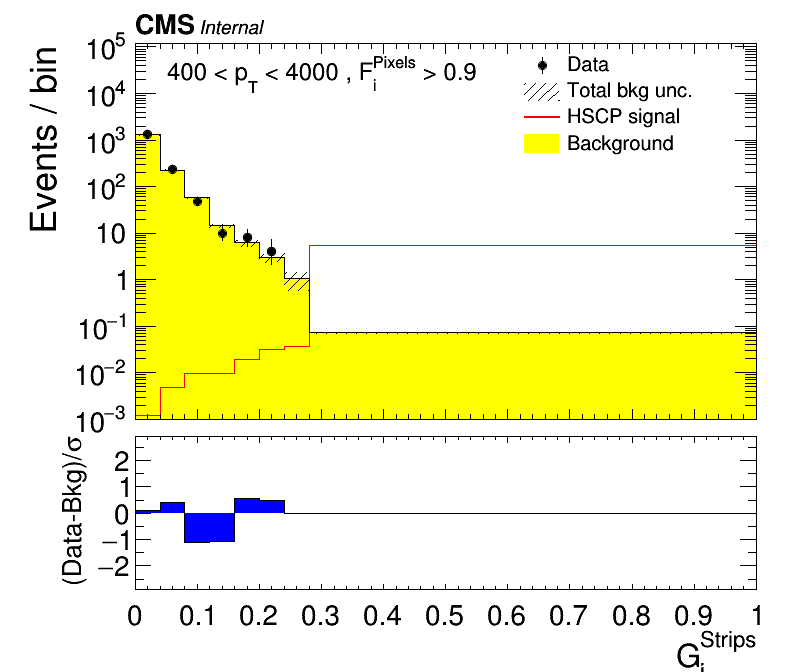 CMS Internal
400 < p_T < 4000 , F_i^Pixels > 0.9
Data
Total bkg unc.
HSCP signal
Background
Events / bin
10^5
10^4
10^3
10^2
10
1
10^−1
10^−2
10^−3
(Data-Bkg)/σ
2
1
0
−1
−2
0 0.1 0.2 0.3 0.4 0.5 0.6 0.7 0.8 0.9 1
G_i^Strips